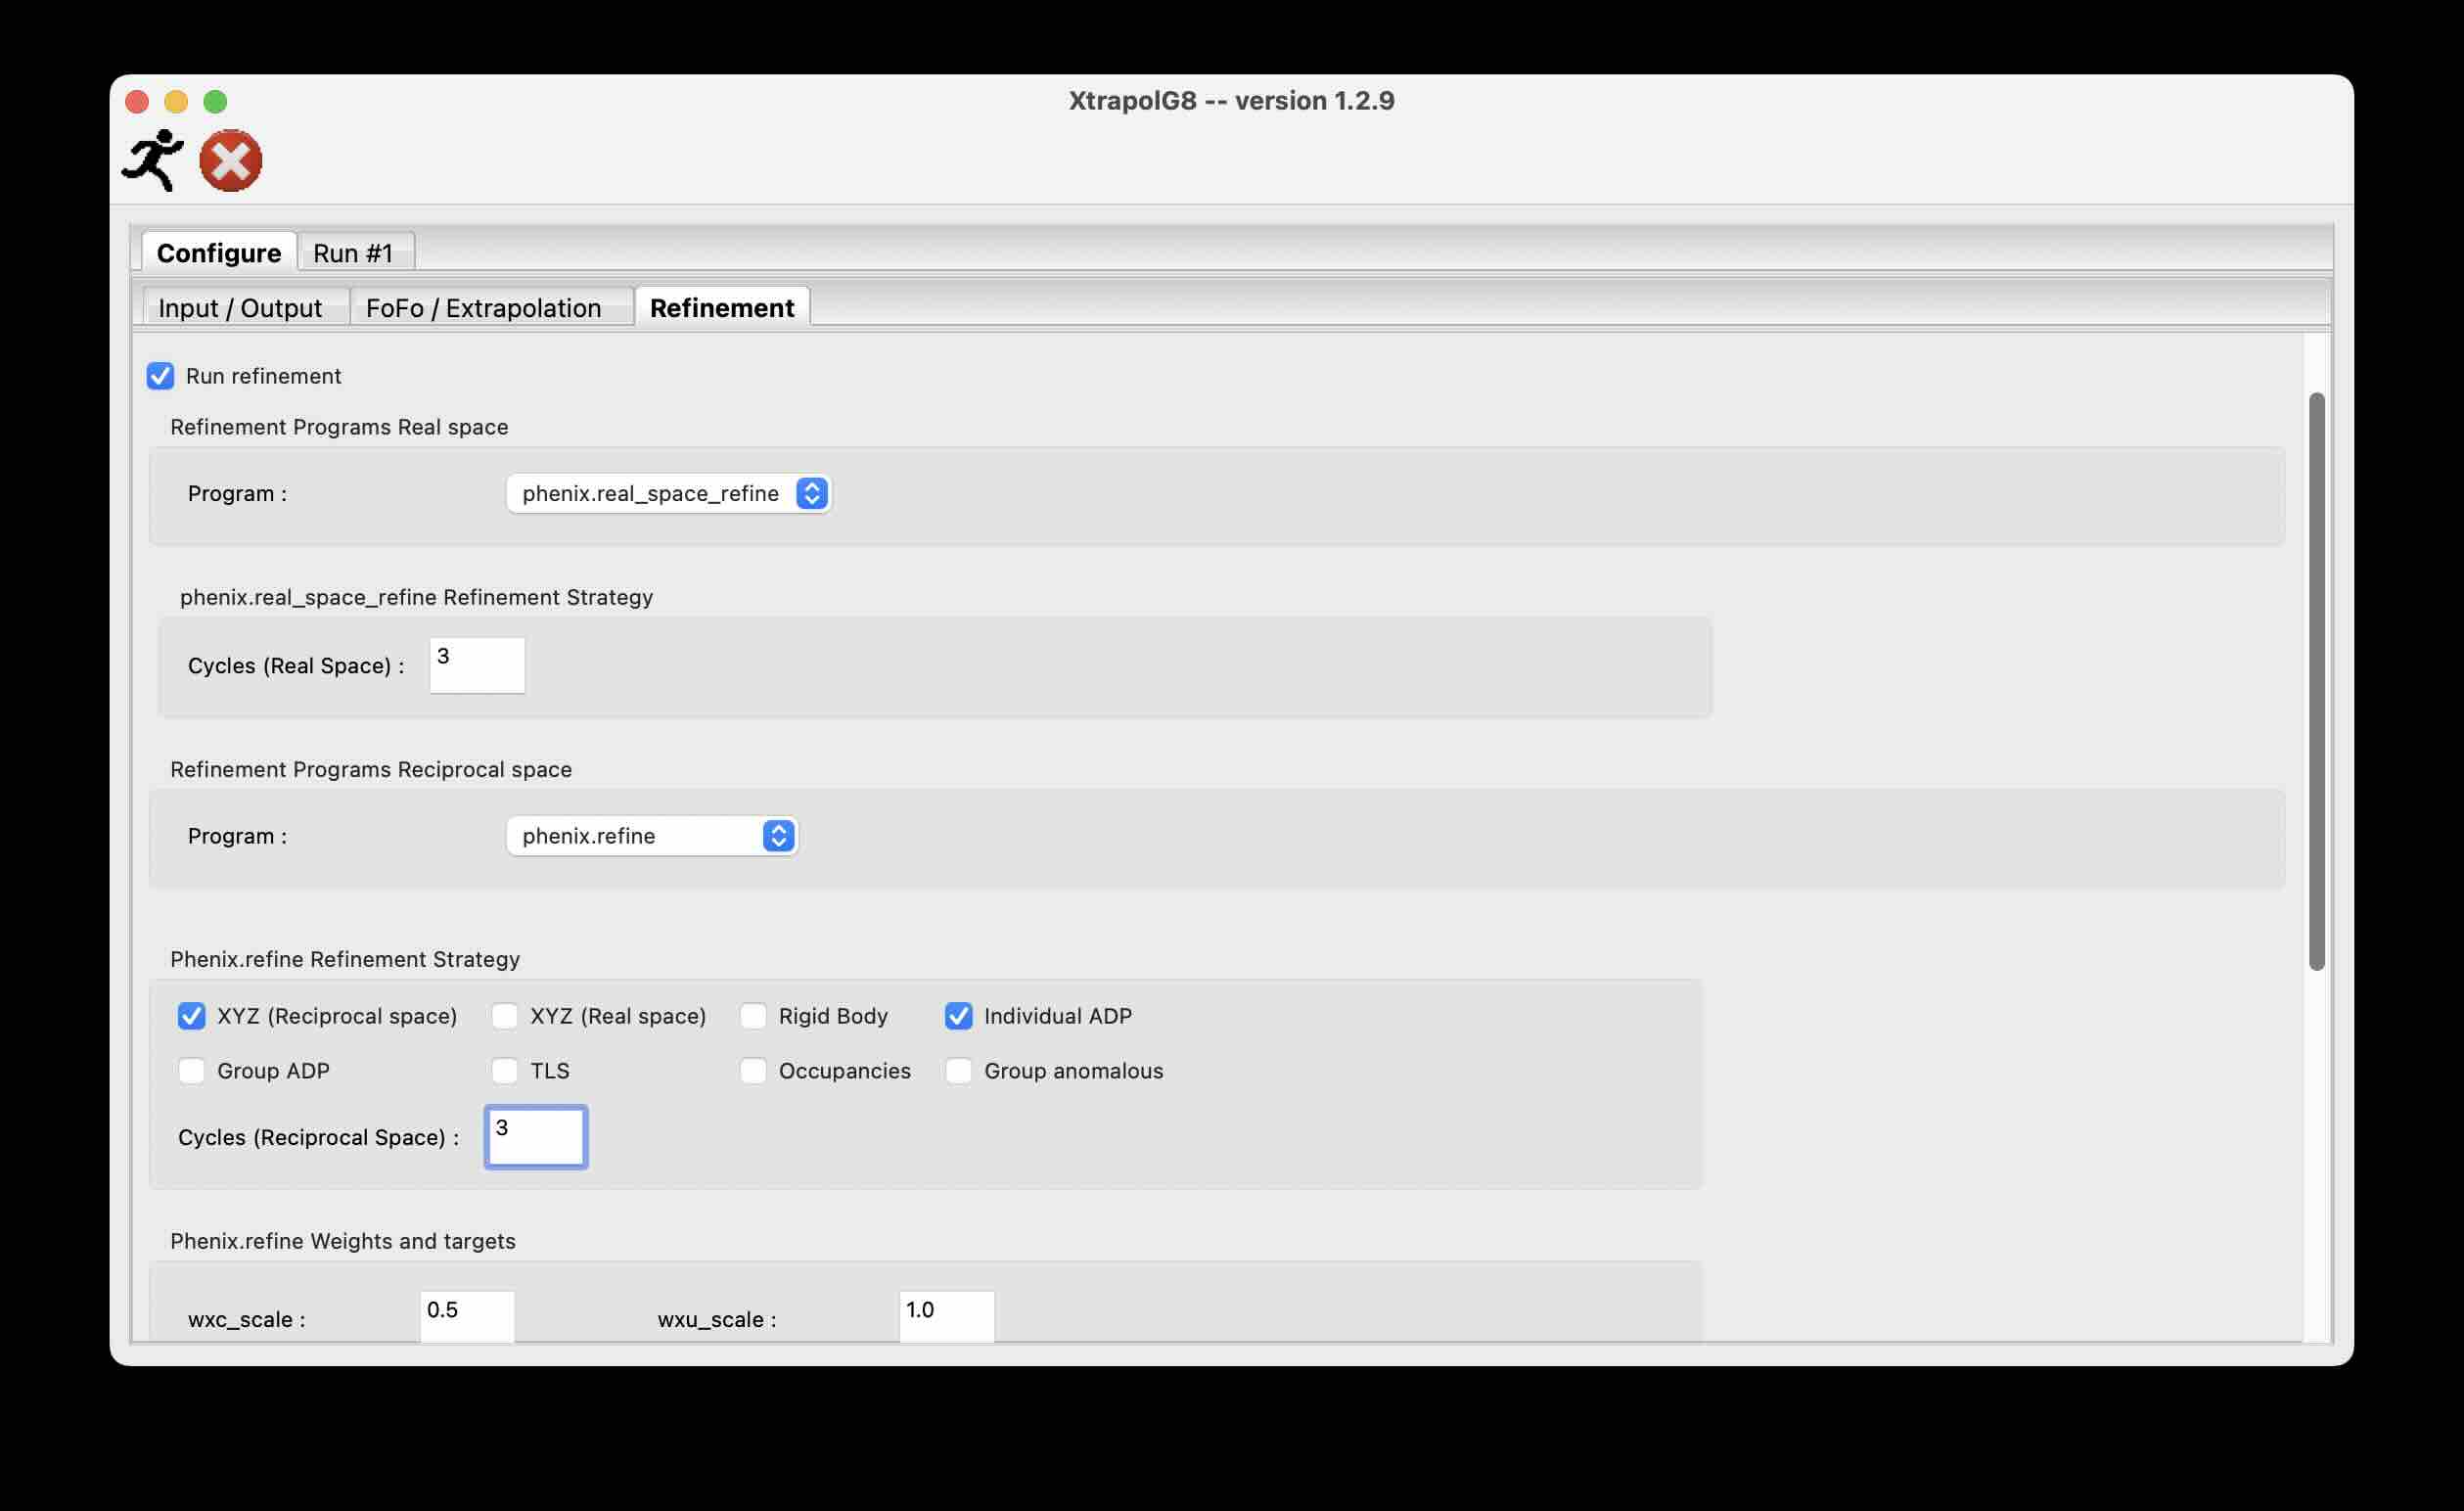 XtrapolG8 -- version 1.2.9
Configure Run #1
Input / Output FoFo / Extrapolation Refinement
Run refinement
Refinement Programs Real space
Program : phenix.real_space_refine
phenix.real_space_refine Refinement Strategy
Cycles (Real Space) : 3
Refinement Programs Reciprocal space
Program : phenix.refine
Phenix.refine Refinement Strategy
XYZ (Reciprocal space) XYZ (Real space) Rigid Body Individual ADP
Group ADP TLS Occupancies Group anomalous
Cycles (Reciprocal Space) : 3
Phenix.refine Weights and targets
wxc_scale : 0.5 wxu_scale : 1.0